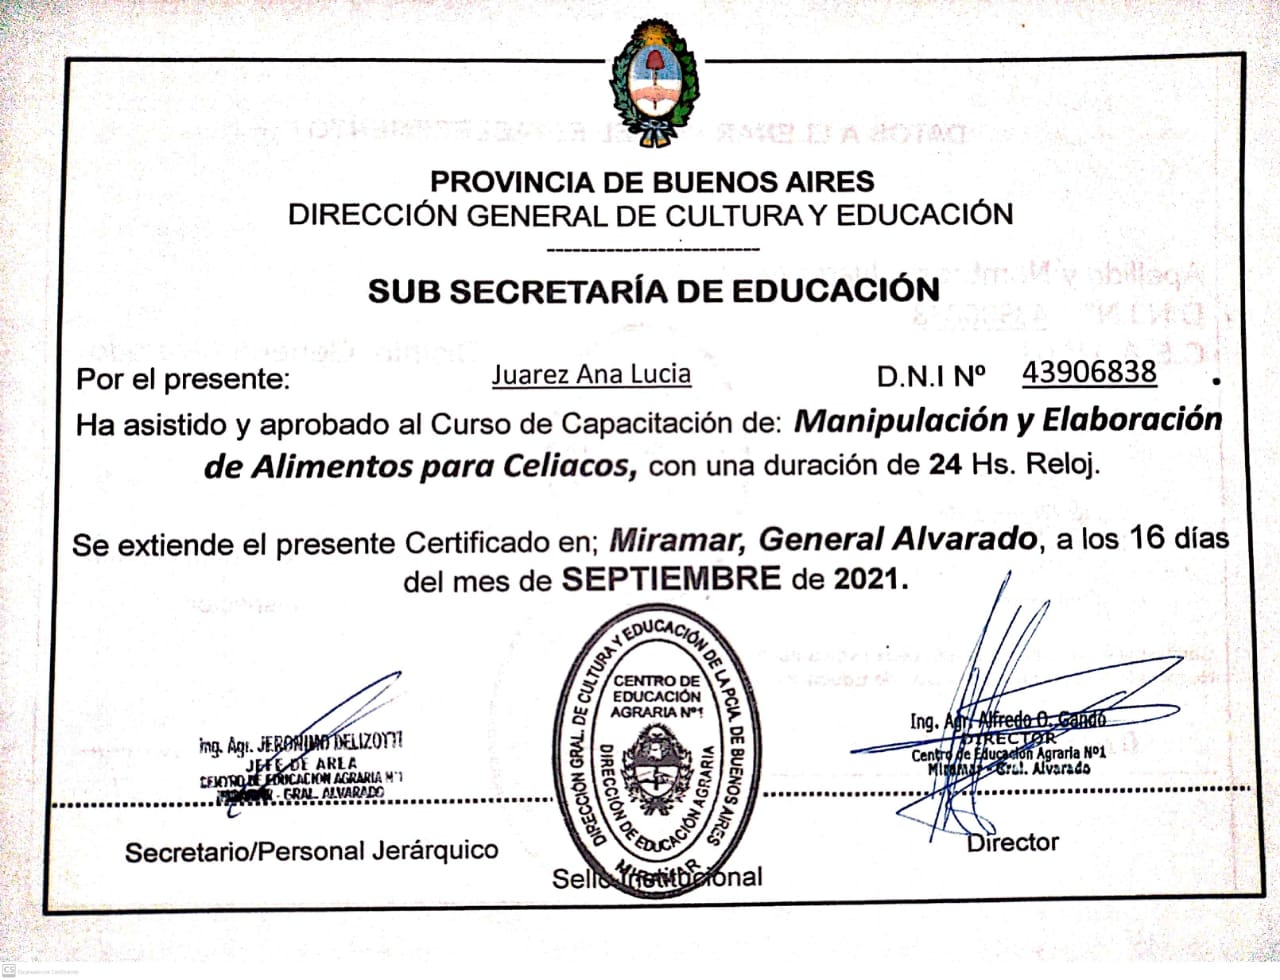 PROVINCIA DE BUENOS AIRES
DIRECCIÓN GENERAL DE CULTURA Y EDUCACIÓN
-------------------------
SUB SECRETARÍA DE EDUCACIÓN
Por el presente: Juarez Ana Lucia D.N.I Nº 43906838 .
Ha asistido y aprobado al Curso de Capacitación de: Manipulación y Elaboración
de Alimentos para Celiacos, con una duración de 24 Hs. Reloj.
Se extiende el presente Certificado en; Miramar, General Alvarado, a los 16 días
del mes de SEPTIEMBRE de 2021.
Ing. Agr. JERONIMO DELIZOTTI
JEFE DE AREA
CENTRO DE EDUCACION AGRARIA Nº1
- GRAL. ALVARADO
DIRECCIÓN GRAL. DE CULTURA Y EDUCACIÓN DE LA PCIA. DE BUENOS AIRES
CENTRO DE
EDUCACIÓN
AGRARIA Nº1
DIRECCIÓN DE EDUCACIÓN AGRARIA
MIRAMAR
Ing. Agr. Alfredo O. Gando
DIRECTOR
Centro de Educación Agraria Nº1
Miramar - Gral. Alvarado
Secretario/Personal Jerárquico
Sello Institucional
Director
CS